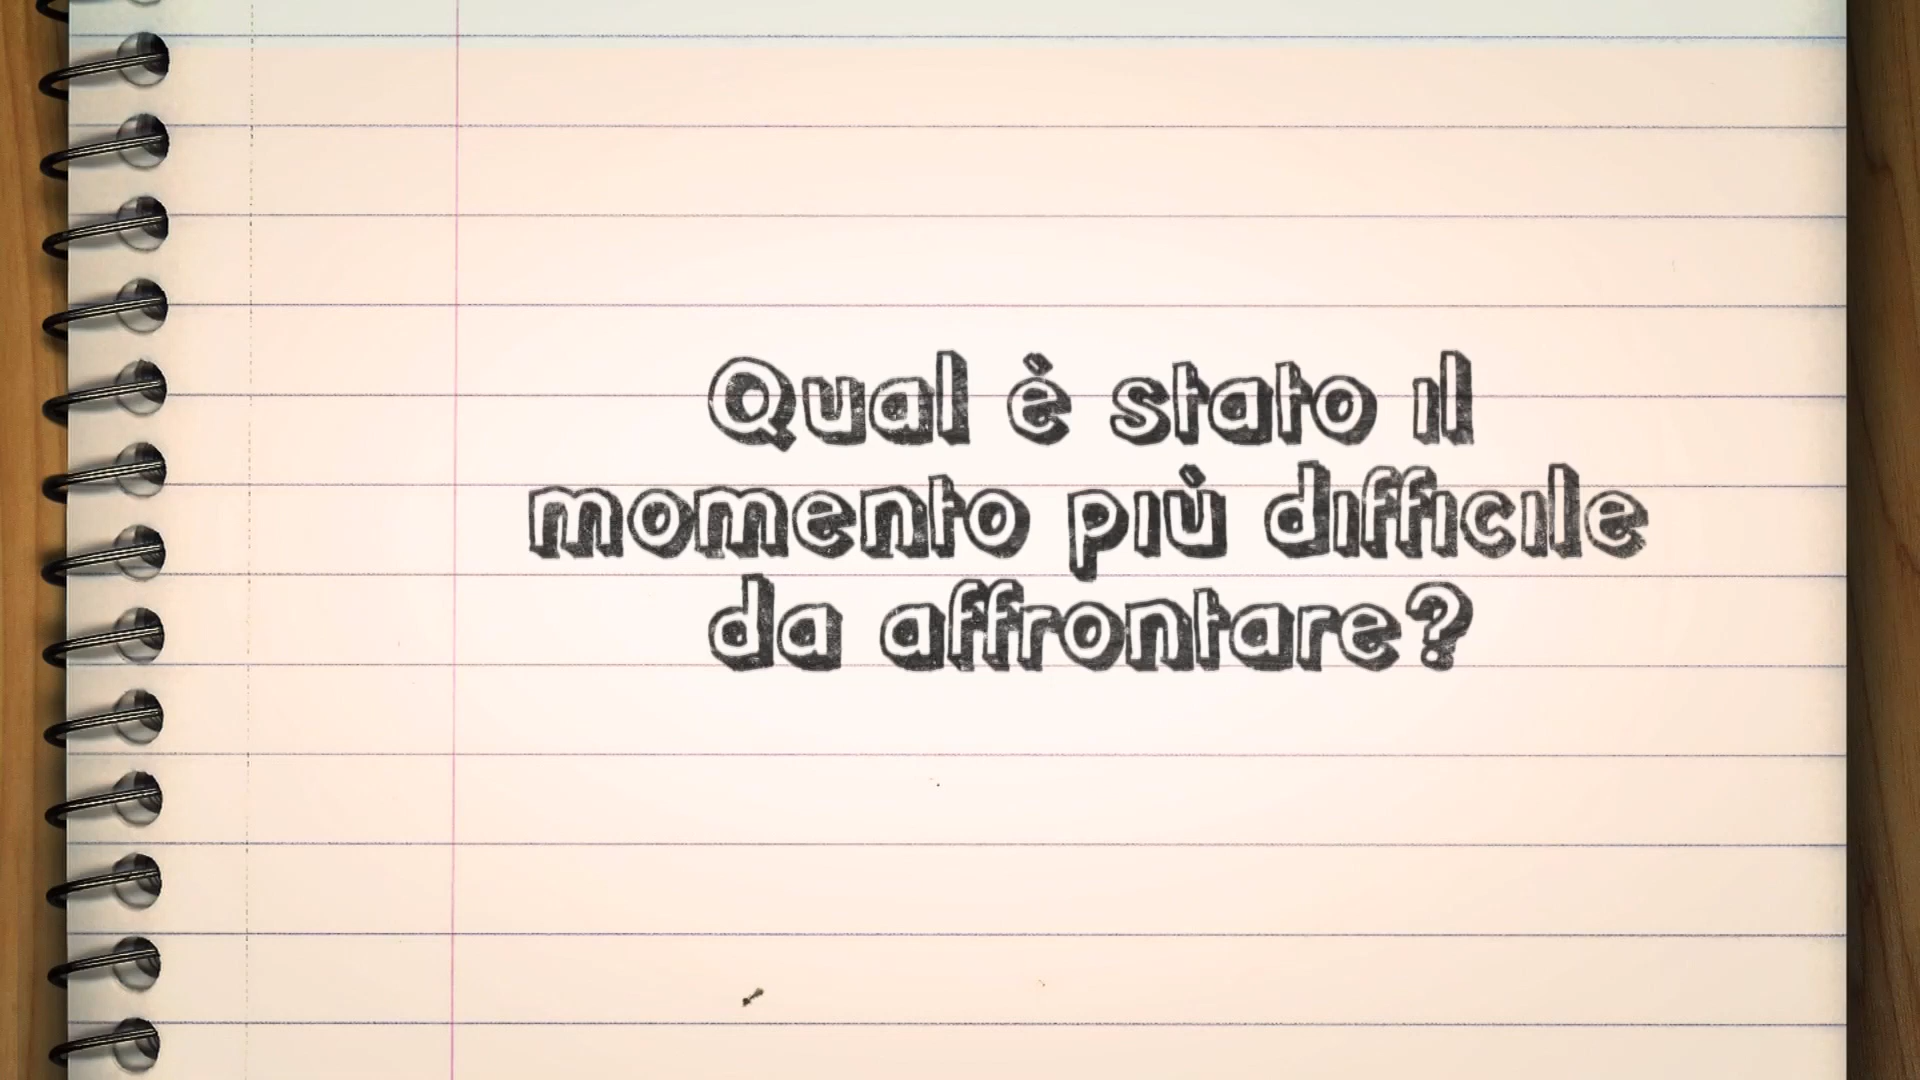 Qual è stato il
momento più difficile
da affrontare?